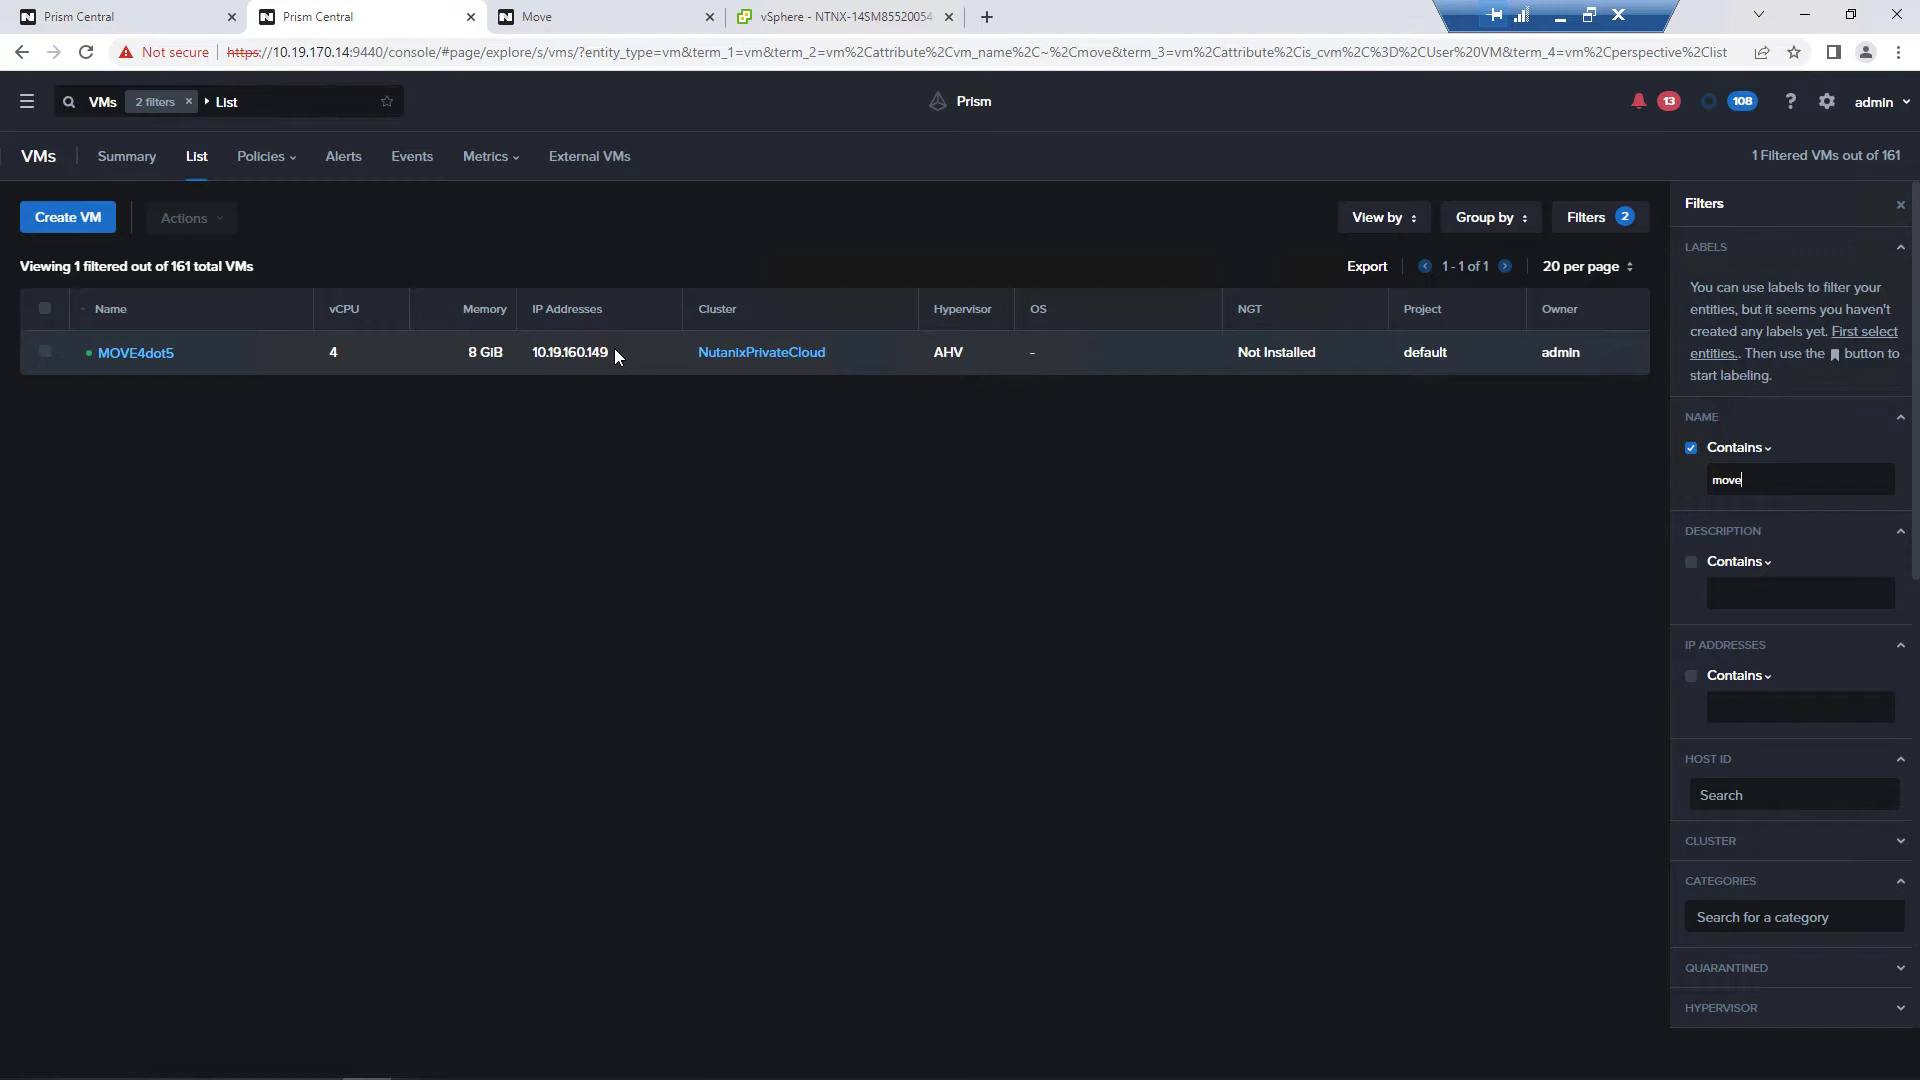 Prism Central
Prism Central
Move
vSphere - NTNX-14SM85520054
Not secure
https://10.19.170.14:9440/console/#page/explore/s/vms/?entity_type=vm&term_1=vm&term_2=vm%2Cattribute%2Cvm_name%2C~%2Cmove&term_3=vm%2Cattribute%2Cis_cvm%2C%3D%2CUser%20VM&term_4=vm%2Cperspective%2Clist
VMs 2 filters × List
Prism
13
108
?
admin
VMs
Summary
List
Policies
Alerts
Events
Metrics
External VMs
1 Filtered VMs out of 161
Create VM
Actions
View by
Group by
Filters 2
Viewing 1 filtered out of 161 total VMs
Export
1 - 1 of 1
20 per page
Name vCPU Memory IP Addresses Cluster Hypervisor OS NGT Project Owner
MOVE4dot5 4 8 GiB 10.19.160.149 NutanixPrivateCloud AHV - Not Installed default admin
Filters
LABELS
You can use labels to filter your
entities, but it seems you haven't
created any labels yet. First select
entities.. Then use the button to
start labeling.
NAME
Contains
move
DESCRIPTION
Contains
IP ADDRESSES
Contains
HOST ID
Search
CLUSTER
CATEGORIES
Search for a category
QUARANTINED
HYPERVISOR